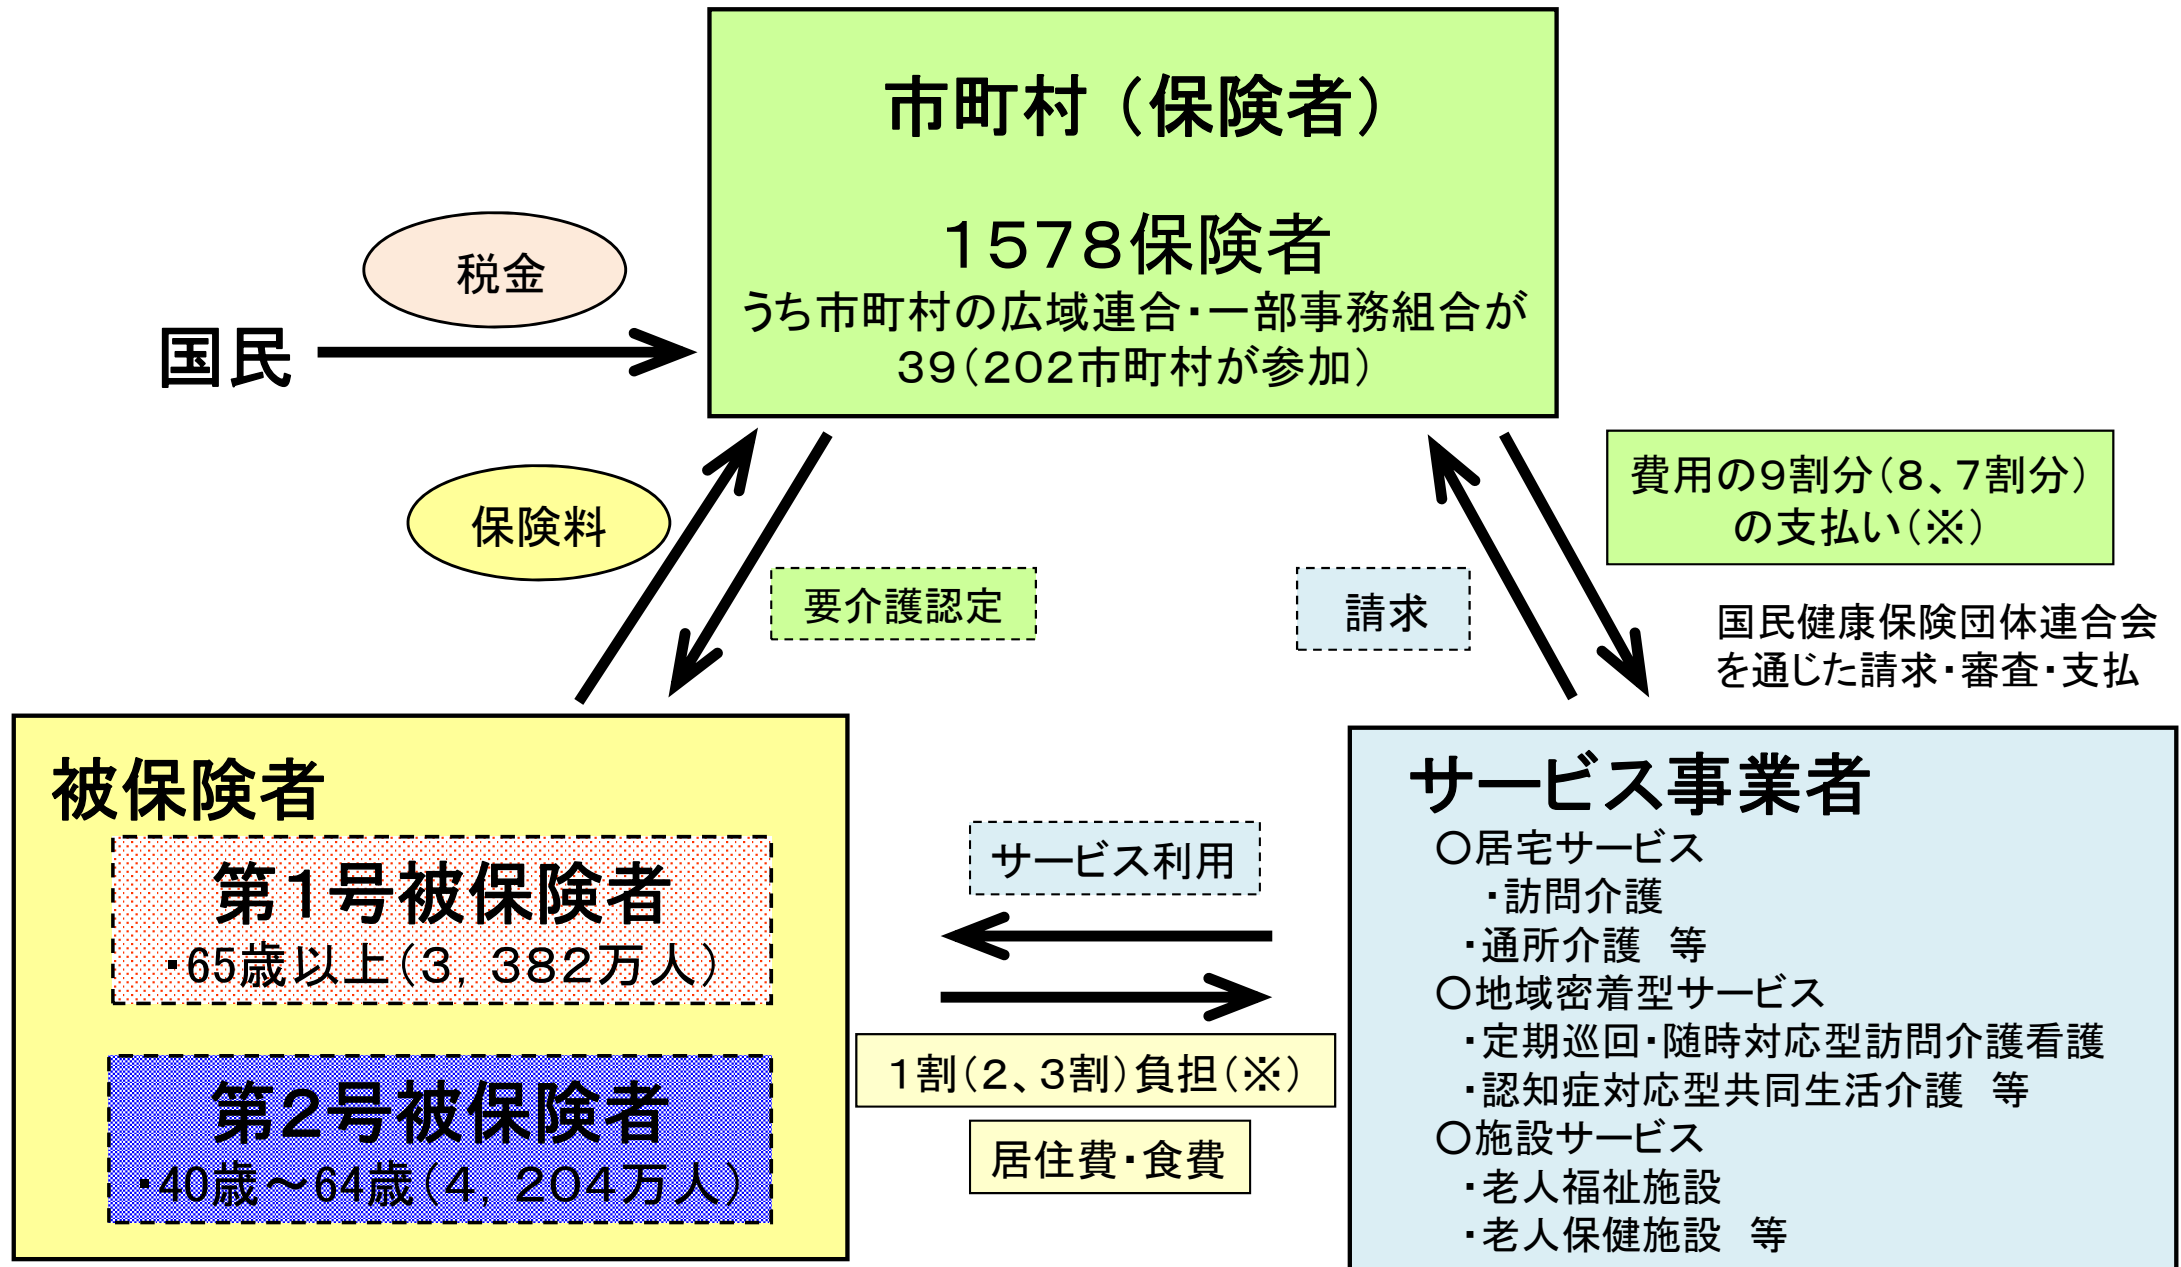 市町村（保険者）
１５７８保険者
うち市町村の広域連合・一部事務組合が
３９（２０２市町村が参加）
税金
国民
保険料
要介護認定
請求
費用の９割分（８、７割分）
の支払い（※）
国民健康保険団体連合会
を通じた請求・審査・支払
被保険者
第１号被保険者
・65歳以上（３，３８２万人）
第２号被保険者
・40歳～64歳（４，２０４万人）
サービス利用
１割（２、３割）負担（※）
居住費・食費
サービス事業者
〇居宅サービス
・訪問介護
・通所介護　等
〇地域密着型サービス
・定期巡回・随時対応型訪問介護看護
・認知症対応型共同生活介護　等
〇施設サービス
・老人福祉施設
・老人保健施設　等